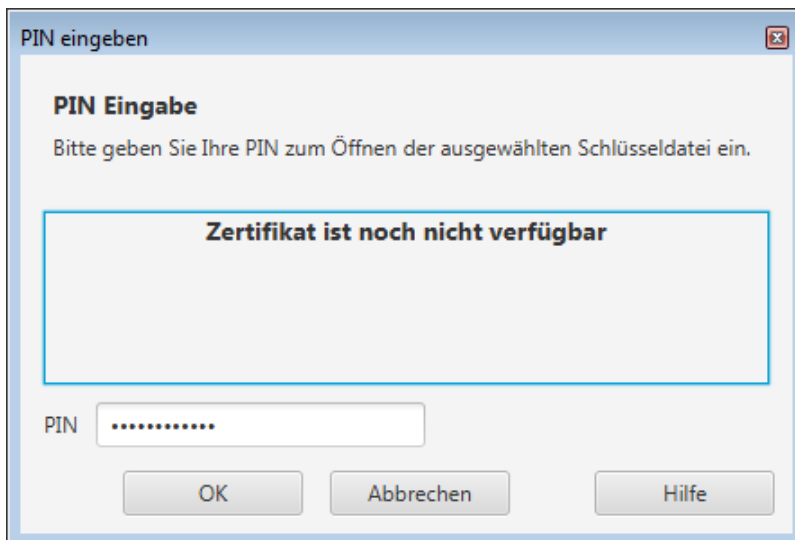 PIN eingeben
PIN Eingabe
Bitte geben Sie Ihre PIN zum Öffnen der ausgewählten Schlüsseldatei ein.
Zertifikat ist noch nicht verfügbar
PIN ••••••••••••
OK Abbrechen Hilfe